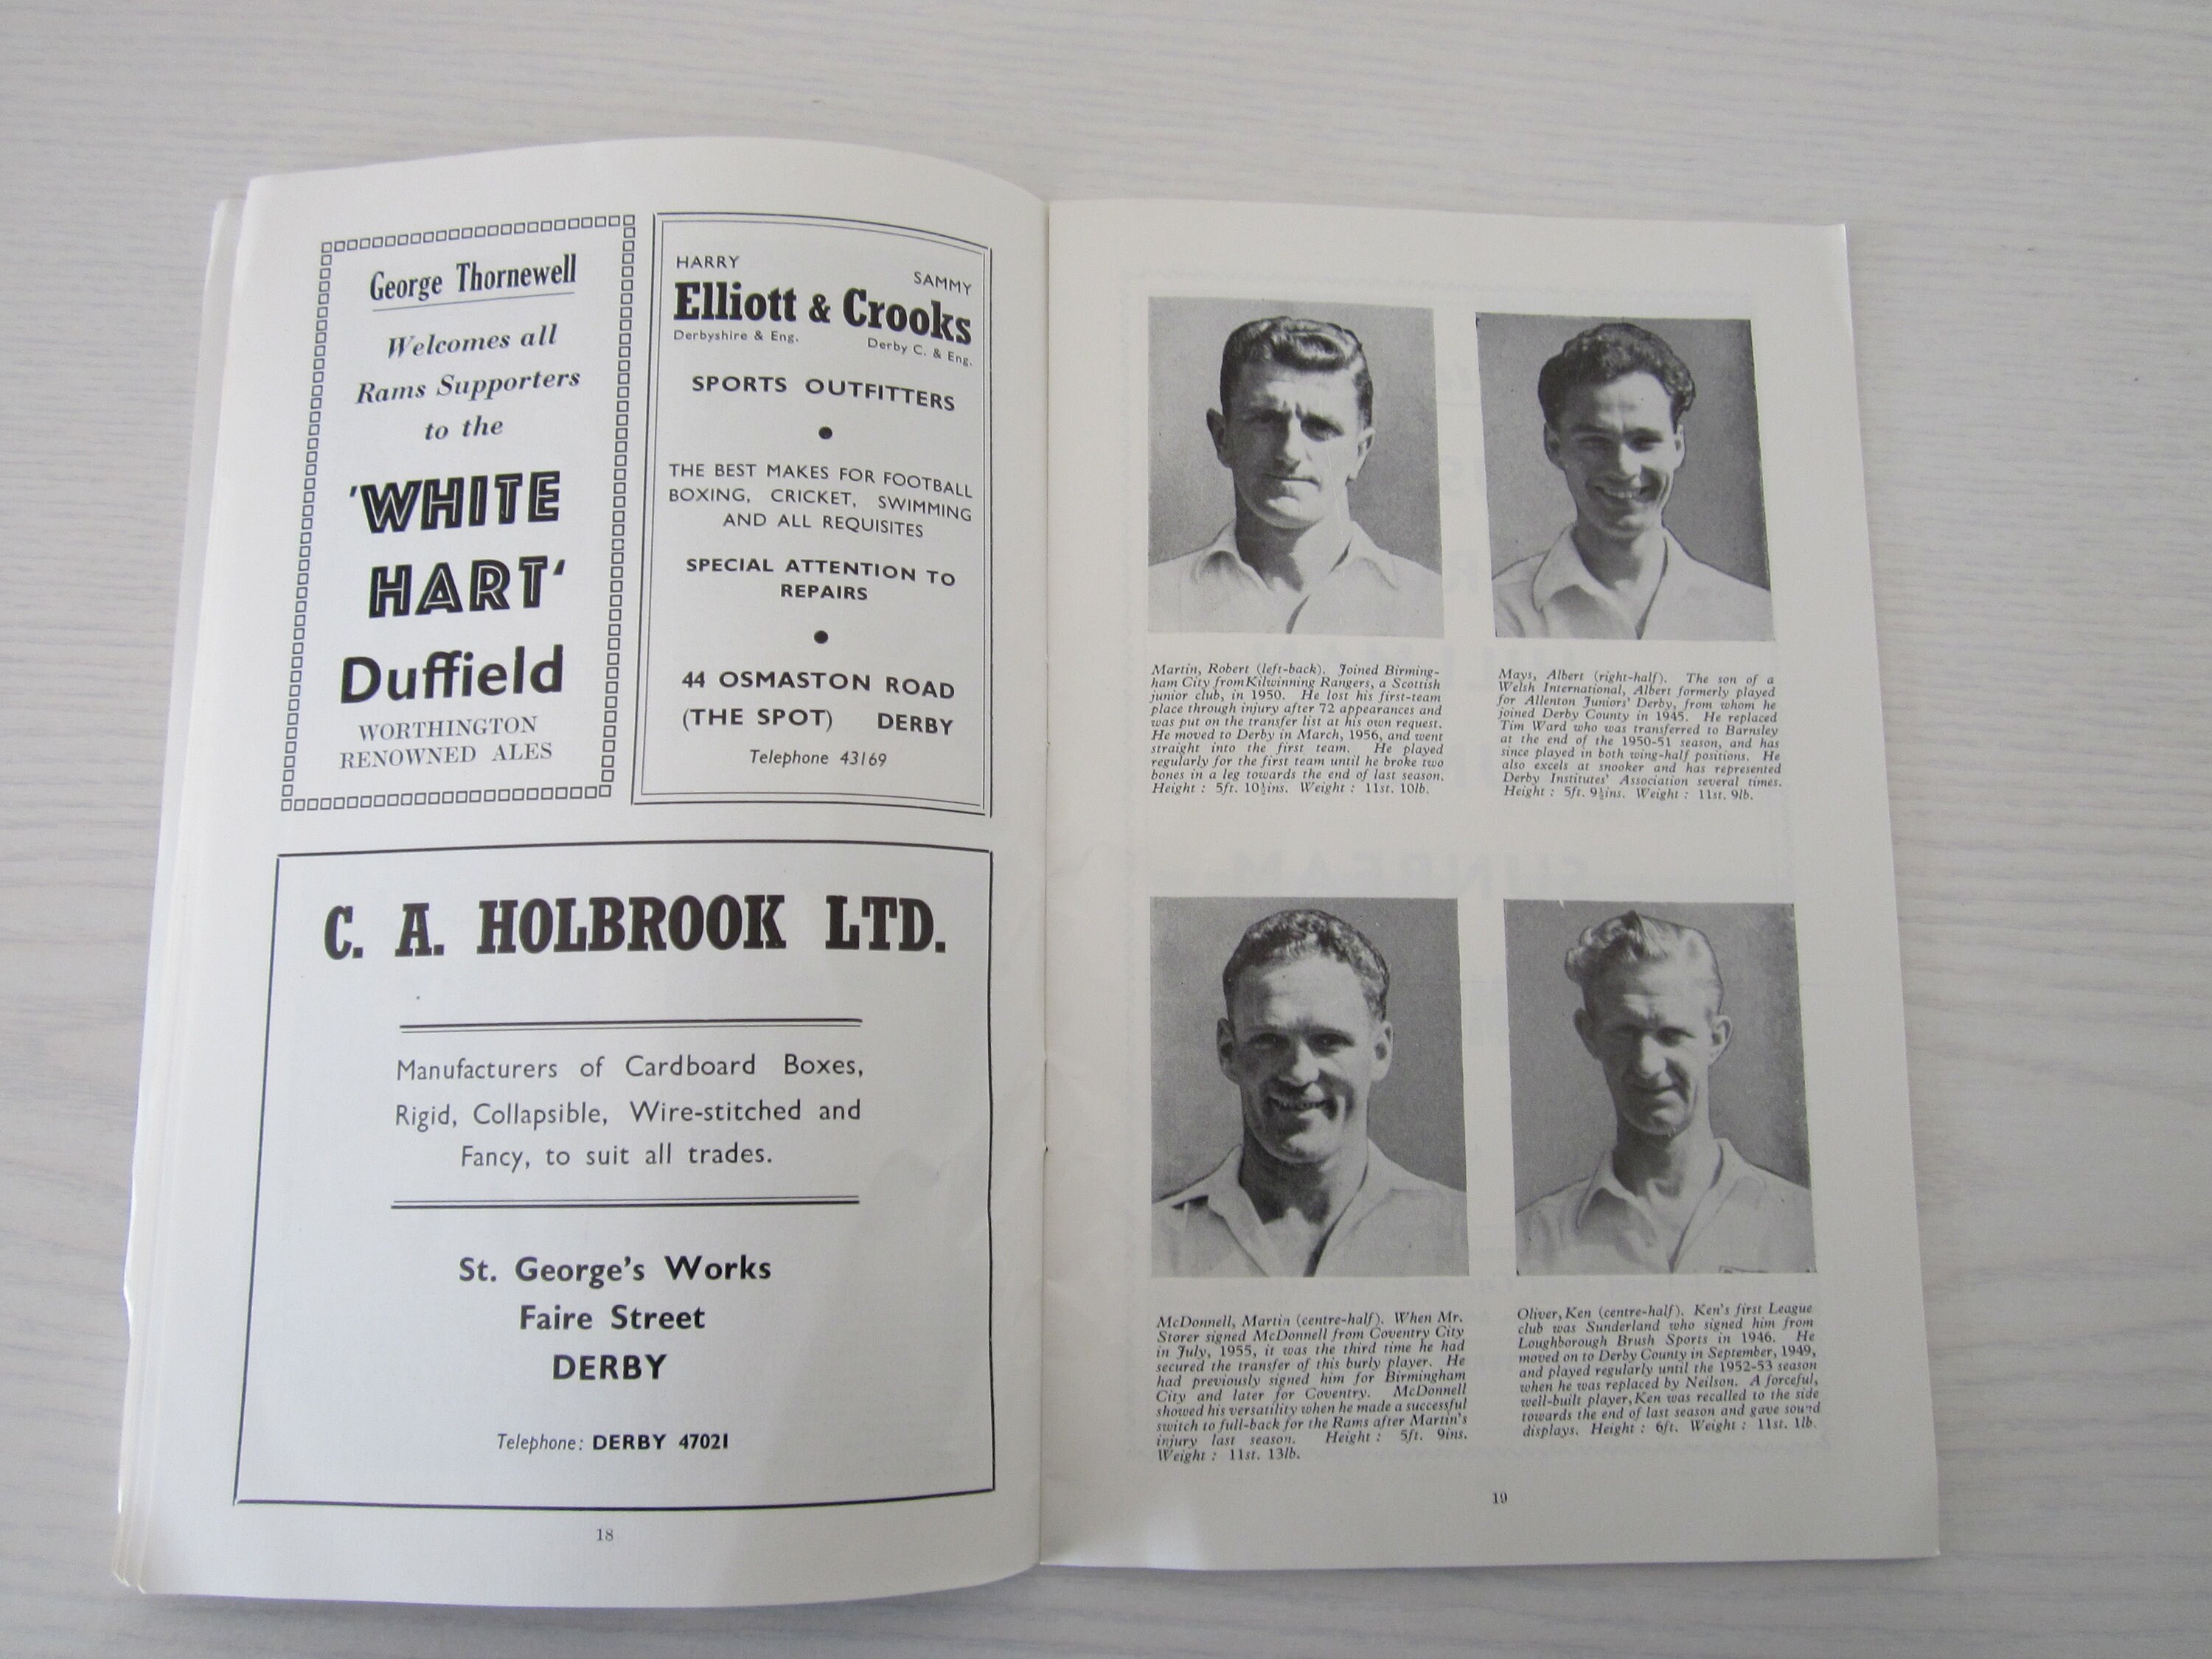 George Thornewell
Welcomes all
Rams Supporters
to the
'WHITE
HART'
Duffield
WORTHINGTON
RENOWNED ALES
HARRY
SAMMY
Elliott & Crooks
Derbyshire & Eng.
Derby C. & Eng.
SPORTS OUTFITTERS
THE BEST MAKES FOR FOOTBALL
BOXING, CRICKET, SWIMMING
AND ALL REQUISITES
SPECIAL ATTENTION TO
REPAIRS
44 OSMASTON ROAD
(THE SPOT) DERBY
Telephone 43169
C. A. HOLBROOK LTD.
Manufacturers of Cardboard Boxes,
Rigid, Collapsible, Wire-stitched and
Fancy, to suit all trades.
St. George's Works
Faire Street
DERBY
Telephone: DERBY 47021
18
Martin, Robert (left-back). Joined Birming-
ham City from Kilwinning Rangers, a Scottish
junior club, in 1950. He lost his first-team
place through injury after 72 appearances and
was put on the transfer list at his own request.
He moved to Derby in March, 1956, and went
straight into the first team. He played
regularly for the first team until he broke two
bones in a leg towards the end of last season.
Height : 5ft. 10½ins. Weight : 11st. 10lb.
Mays, Albert (right-half). The son of a
Welsh International, Albert formerly played
for Allenton Juniors' Derby, from whom he
joined Derby County in 1945. He replaced
Tim Ward who was transferred to Barnsley
at the end of the 1950-51 season, and has
since played in both wing-half positions. He
also excels at snooker and has represented
Derby Institutes' Association several times.
Height : 5ft. 9½ins. Weight : 11st. 9lb.
McDonnell, Martin (centre-half). When Mr.
Storer signed McDonnell from Coventry City
in July, 1955, it was the third time he had
secured the transfer of this burly player. He
had previously signed him for Birmingham
City and later for Coventry. McDonnell
showed his versatility when he made a successful
switch to full-back for the Rams after Martin's
injury last season. Height : 5ft. 9ins.
Weight : 11st. 13lb.
Oliver, Ken (centre-half). Ken's first League
club was Sunderland who signed him from
Loughborough Brush Sports in 1946. He
moved on to Derby County in September, 1949,
and played regularly until the 1952-53 season
when he was replaced by Neilson. A forceful,
well-built player, Ken was recalled to the side
towards the end of last season and gave sound
displays. Height : 6ft. Weight : 11st. 1lb.
19